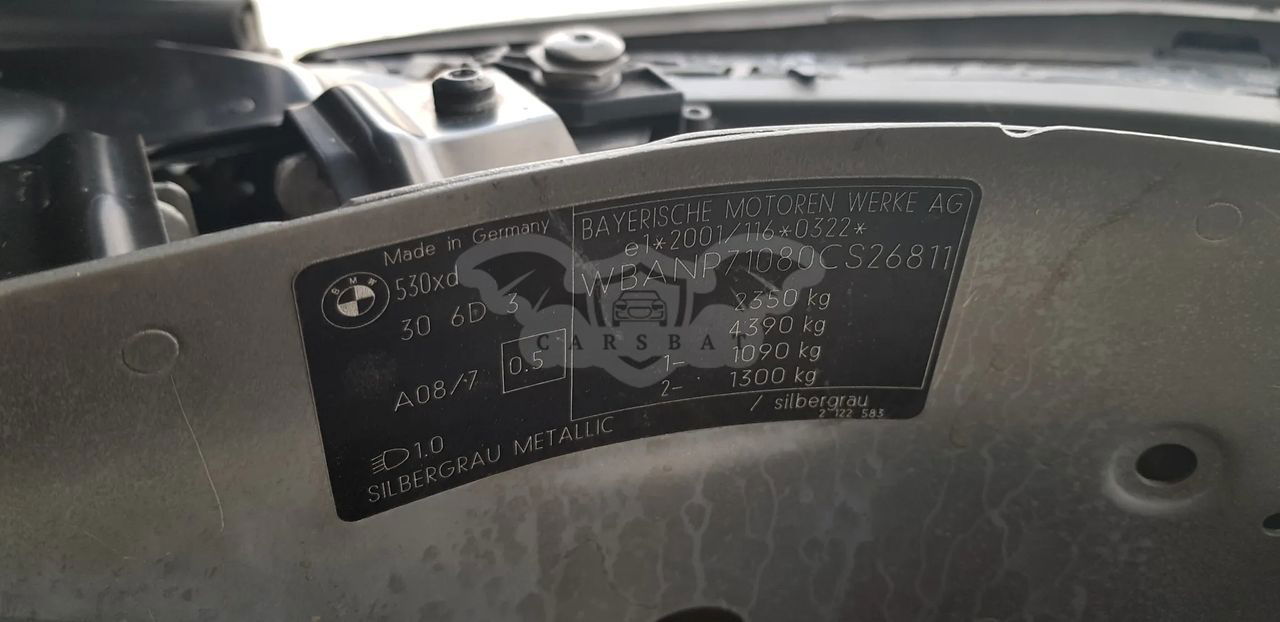 Made in Germany
BMW
530xd
30 6D 3
A08/7
0.5
1.0
SILBERGRAU METALLIC
BAYERISCHE MOTOREN WERKE AG
e1*2001/116*0322*
WBANP71080CS26811
2350 kg
4390 kg
1- 1090 kg
2- 1300 kg
/ silbergrau
2 122 583
CARSBAT